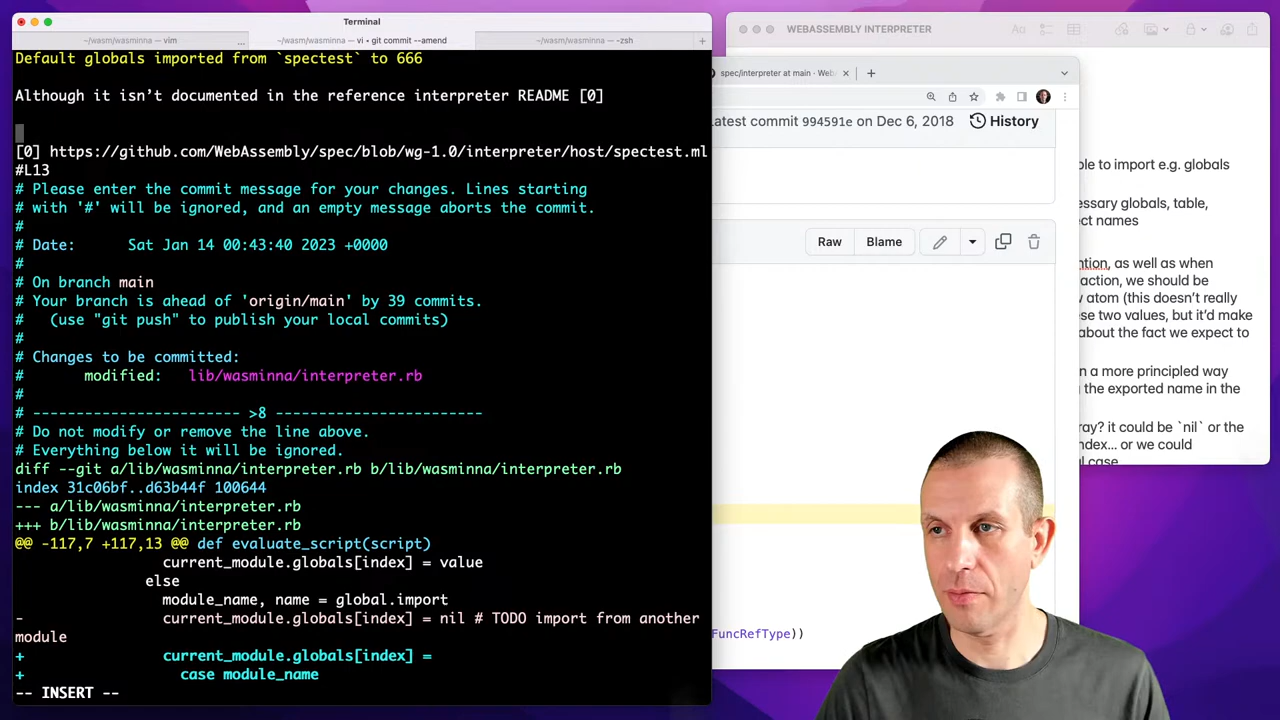 Terminal
~/wasm/wasminna — vim
...
~/wasm/wasminna — vi • git commit --amend
~/wasm/wasminna — -zsh
+
Default globals imported from `spectest` to 666
Although it isn’t documented in the reference interpreter README [0]
[0] https://github.com/WebAssembly/spec/blob/wg-1.0/interpreter/host/spectest.ml
#L13
# Please enter the commit message for your changes. Lines starting
# with '#' will be ignored, and an empty message aborts the commit.
#
# Date:      Sat Jan 14 00:43:40 2023 +0000
#
# On branch main
# Your branch is ahead of 'origin/main' by 39 commits.
#   (use "git push" to publish your local commits)
#
# Changes to be committed:
#       modified:   lib/wasminna/interpreter.rb
#
# ------------------------ >8 ------------------------
# Do not modify or remove the line above.
# Everything below it will be ignored.
diff --git a/lib/wasminna/interpreter.rb b/lib/wasminna/interpreter.rb
index 31c06bf..d63b44f 100644
--- a/lib/wasminna/interpreter.rb
+++ b/lib/wasminna/interpreter.rb
@@ -117,7 +117,13 @@ def evaluate_script(script)
current_module.globals[index] = value
else
module_name, name = global.import
-                current_module.globals[index] = nil # TODO import from another
module
+                current_module.globals[index] =
+                  case module_name
-- INSERT --
WEBASSEMBLY INTERPRETER
Aa
spec/interpreter at main · Web
+
Latest commit 994591e on Dec 6, 2018
History
Raw
Blame
FuncRefType))
ble to import e.g. globals
essary globals, table,
ect names
ntion, as well as when
action, we should be
w atom (this doesn’t really
ese two values, but it’d make
about the fact we expect to
n a more principled way
g the exported name in the
ray? it could be `nil` or the
ndex... or we could
al case